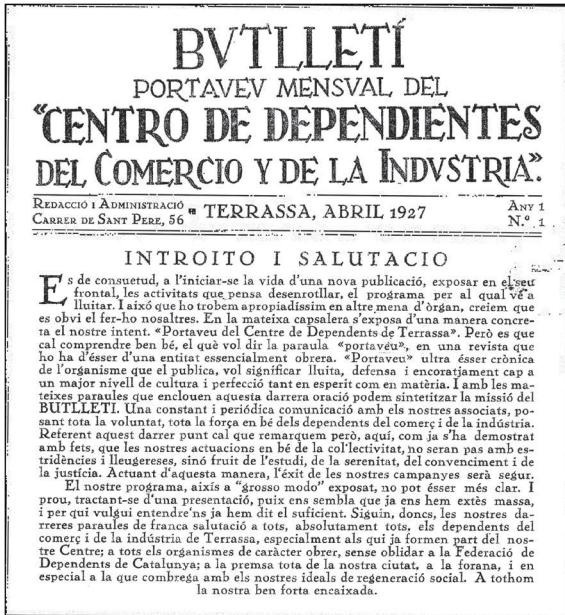 BVTLLETÍ
PORTAVEV MENSVAL DEL
"CENTRO DE DEPENDIENTES
DEL COMERCIO Y DE LA INDVSTRIA".
REDACCIÓ I ADMINISTRACIÓ
CARRER DE SANT PERE, 56
TERRASSA, ABRIL 1927
ANY 1
N.º 1
INTROITO I SALUTACIO
Es de consuetud, a l'iniciar-se la vida d'una nova publicació, exposar en el seu
frontal, les activitats que pensa desenrotllar, el programa per al qual vé a
lluitar. I això que ho trobem apropiadíssim en altre mena d'òrgan, creiem que
es obvi el fer-ho nosaltres. En la mateixa capsalera s'exposa d'una manera concre-
ta el nostre intent. «Portaveu del Centre de Dependents de Terrassa». Però es que
cal comprendre ben bé, el què vol dir la paraula «portaveu», en una revista que
ho ha d'ésser d'una entitat essencialment obrera. «Portaveu» ultra ésser crònica
de l'organisme que el publica, vol significar lluita, defensa i encoratjament cap a
un major nivell de cultura i perfecció tant en esperit com en matèria. I amb les ma-
teixes paraules que enclouen aquesta darrera oració podem sintetitzar la missió del
BUTLLETI. Una constant i periódica comunicació amb els nostres associats, po-
sant tota la voluntat, tota la força en bé dels dependents del comerç i de la indústria.
Referent aquest darrer punt cal que remarquem però, aquí, com ja s'ha demostrat
amb fets, que les nostres actuacions en bé de la col'lectivitat, no seran pas amb es-
tridències i lleugereses, sinó fruit de l'estudi, de la serenitat, del convenciment i de
la justícia. Actuant d'aquesta manera, l'éxit de les nostres campanyes serà segur.
El nostre programa, aixís a "grosso modo" exposat, no pot ésser més clar. I
prou, tractant-se d'una presentació, puix ens sembla que ja ens hem extès massa,
i per qui vulgui entendre'ns ja hem dit el suficient. Siguin, doncs, les nostres da-
rreres paraules de franca salutació a tots, absolutament tots, els dependents del
comerç i de la indústria de Terrassa, especialment als qui ja formen part del nos-
tre Centre; a tots els organismes de caràcter obrer, sense oblidar a la Federació de
Dependents de Catalunya; a la premsa tota de la nostra ciutat, a la forana, i en
especial a la que combrega amb els nostres ideals de regeneració social. A tothom
la nostra ben forta encaixada.